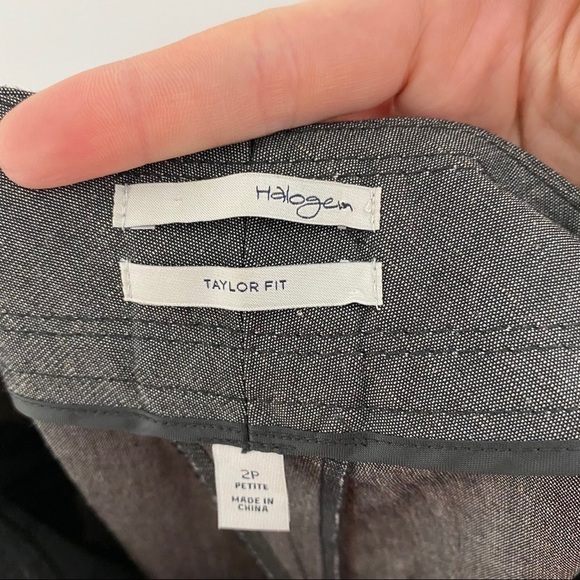 Halogen
TAYLOR FIT
2P
PETITE
MADE IN
CHINA